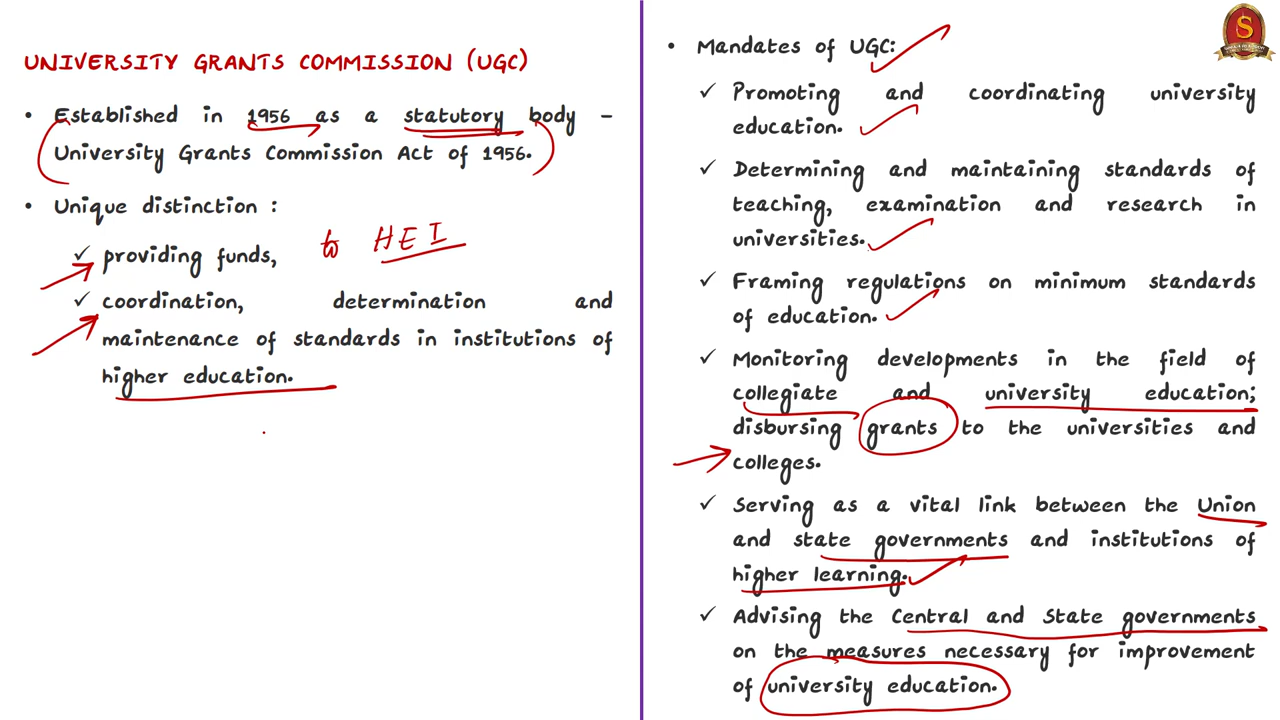 UNIVERSITY GRANTS COMMISSION (UGC)
• Established in 1956 as a statutory body –
University Grants Commission Act of 1956.
• Unique distinction :
✓ providing funds, to HEI
✓ coordination, determination and
maintenance of standards in institutions of
higher education.
• Mandates of UGC:
✓ Promoting and coordinating university
education.
✓ Determining and maintaining standards of
teaching, examination and research in
universities.
✓ Framing regulations on minimum standards
of education.
✓ Monitoring developments in the field of
collegiate and university education;
disbursing grants to the universities and
colleges.
✓ Serving as a vital link between the Union
and state governments and institutions of
higher learning.
✓ Advising the Central and State governments
on the measures necessary for improvement
of university education.
S